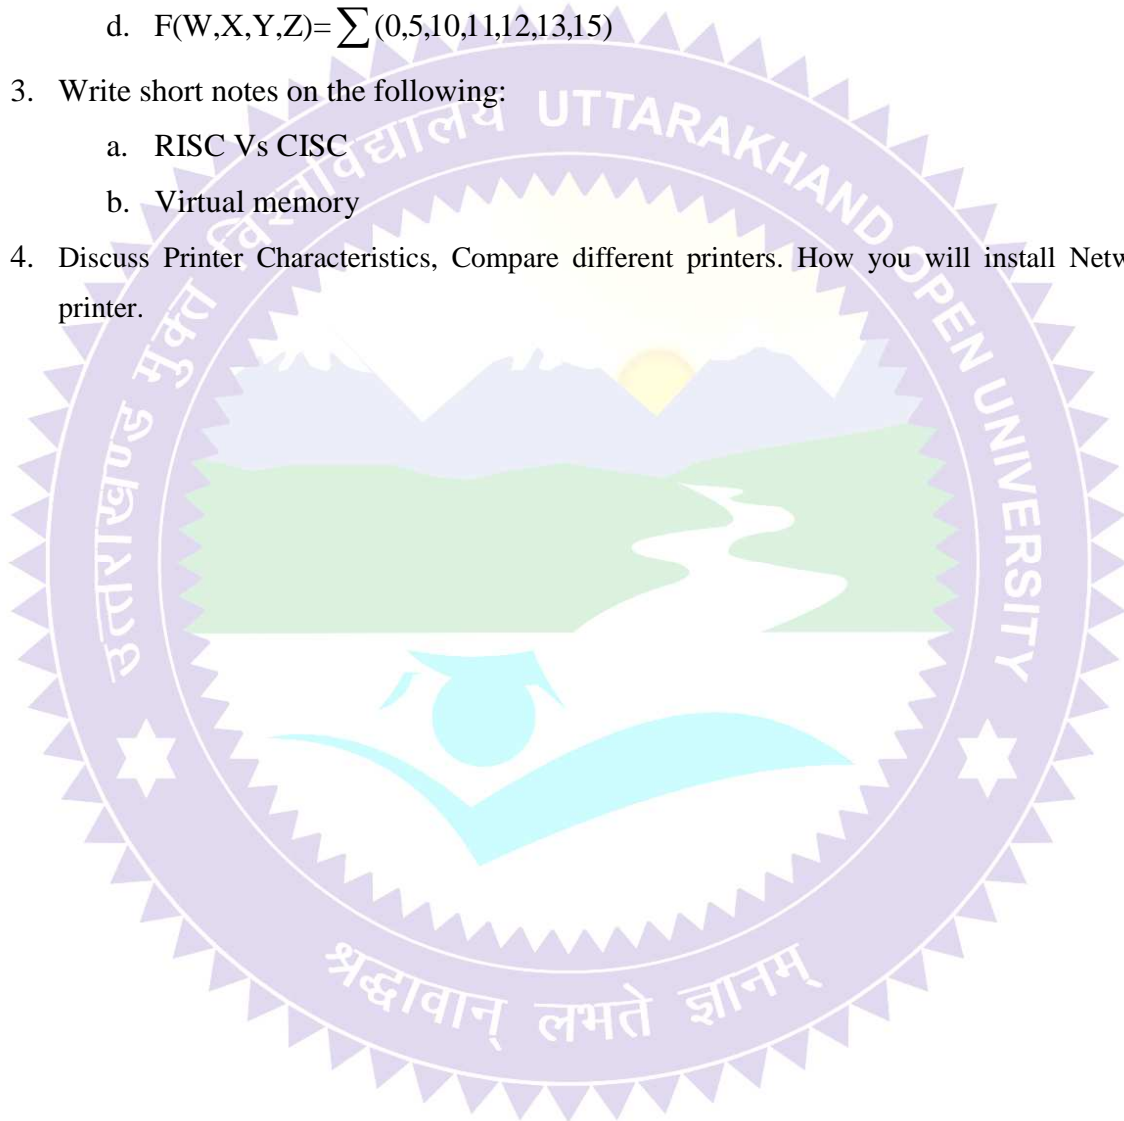 d. F(W,X,Y,Z)=∑(0,5,10,11,12,13,15)
3. Write short notes on the following:
a. RISC Vs CISC
b. Virtual memory
4. Discuss Printer Characteristics, Compare different printers. How you will install Netw
printer.
उत्तराखण्ड मुक्त विश्वविद्यालय UTTARAKHAND OPEN UNIVERSITY
श्रद्धावान् लभते ज्ञानम्